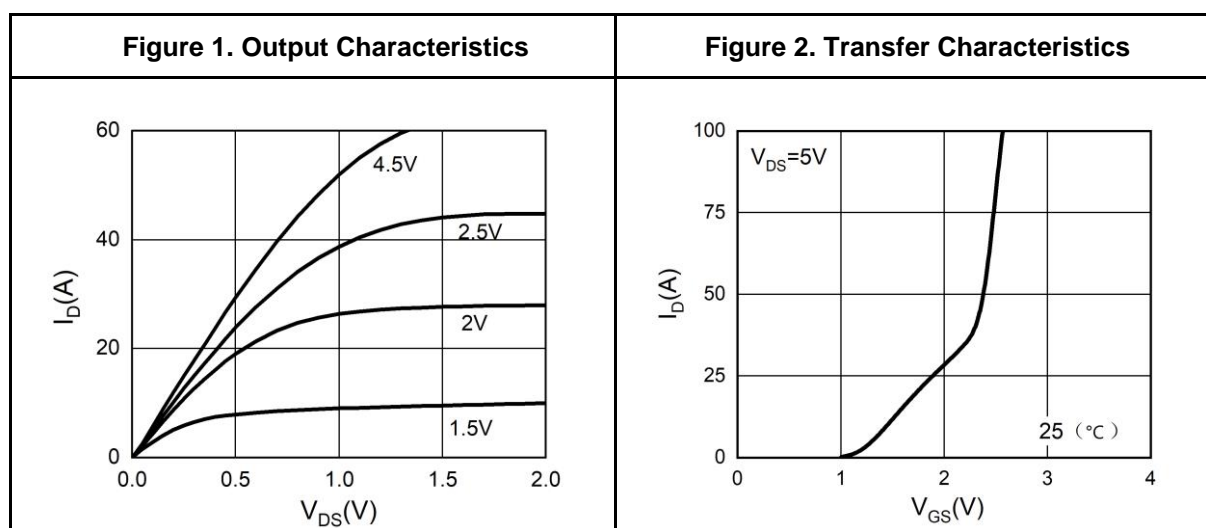 Figure 1. Output Characteristics
60
40
20
0
I_D(A)
4.5V
2.5V
2V
1.5V
0.0 0.5 1.0 1.5 2.0
V_DS(V)
Figure 2. Transfer Characteristics
100
75
50
25
0
I_D(A)
V_DS=5V
25（℃）
0 1 2 3 4
V_GS(V)